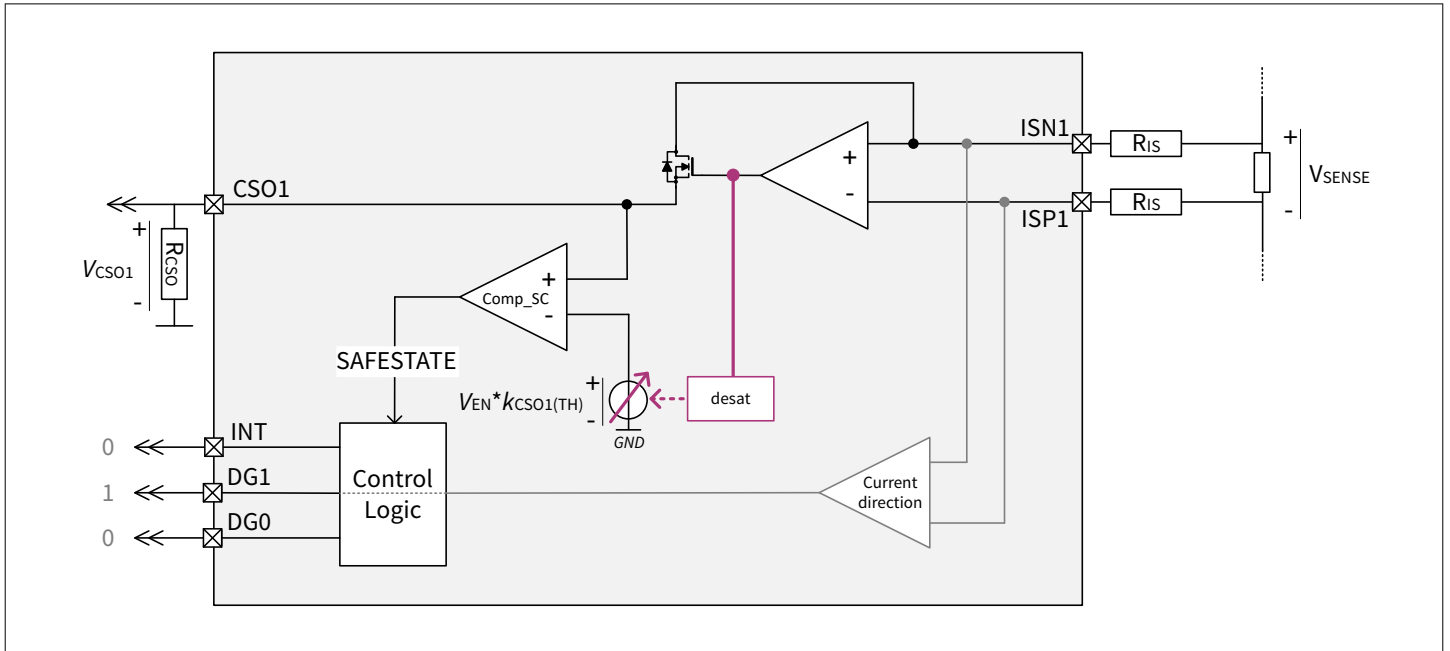 ISN1
RIS
+
VSENSE
-
+
-
ISP1
RIS
CSO1
+
VCSO1
-
RCSO
+
Comp_SC
-
SAFESTATE
VEN*kCSO1(TH)
+
-
GND
desat
0
INT
1
DG1
0
DG0
Control
Logic
Current
direction